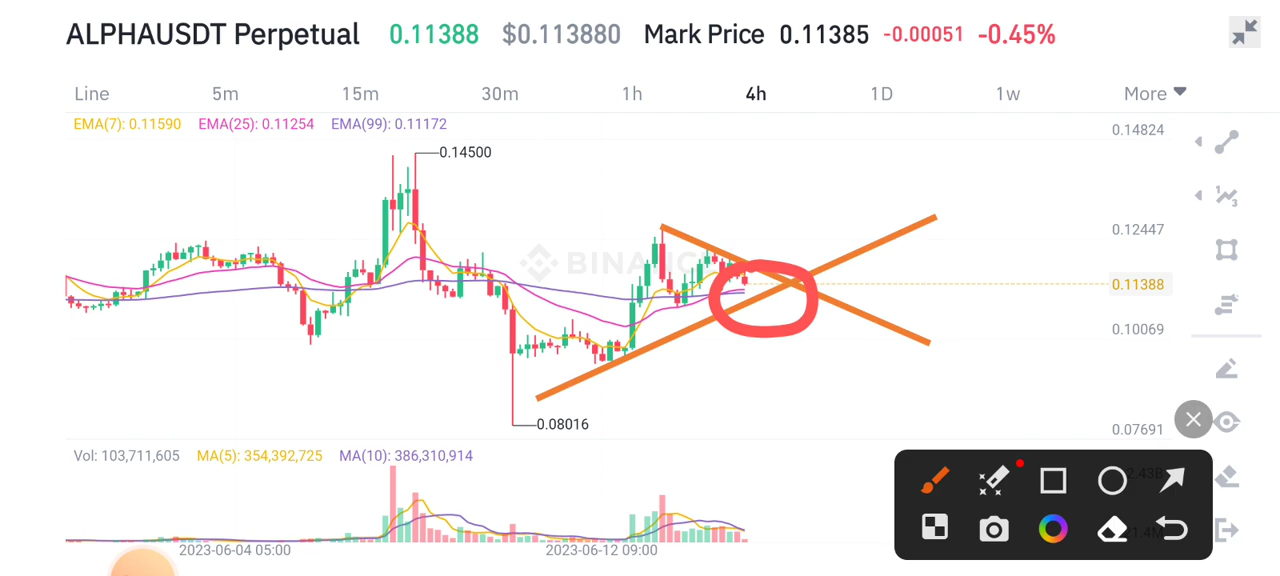 ALPHAUSDT Perpetual 0.11388 $0.113880 Mark Price 0.11385 -0.00051 -0.45%
Line 5m 15m 30m 1h 4h 1D 1w More
EMA(7): 0.11590 EMA(25): 0.11254 EMA(99): 0.11172
0.14824
0.14500
0.12447
0.11388
0.10069
0.08016
0.07691
Vol: 103,711,605 MA(5): 354,392,725 MA(10): 386,310,914
2023-06-04 05:00 2023-06-12 09:00